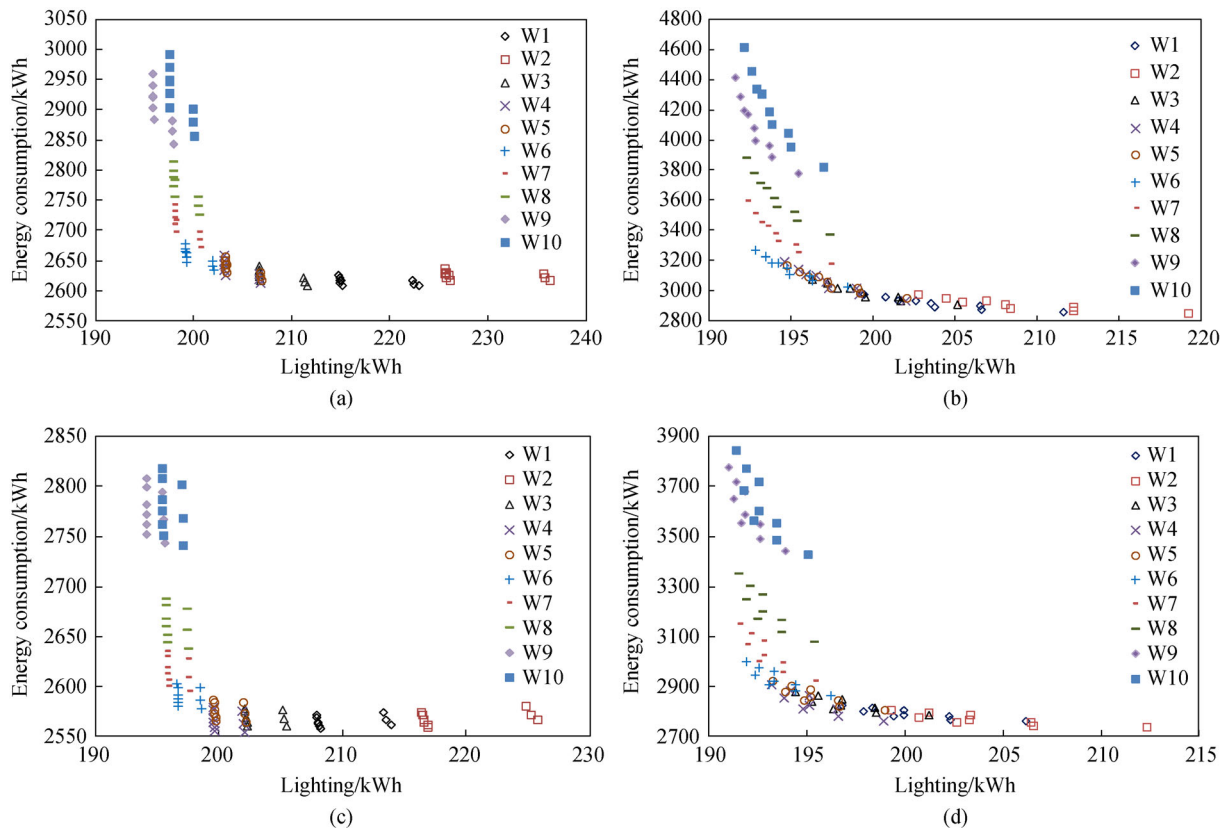 Energy consumption/kWh
3050
3000
2950
2900
2850
2800
2750
2700
2650
2600
2550
190
200
210
220
230
240
Lighting/kWh
W1
W2
W3
W4
W5
W6
W7
W8
W9
W10
(a)
Energy consumption/kWh
4800
4600
4400
4200
4000
3800
3600
3400
3200
3000
2800
190
195
200
205
210
215
220
Lighting/kWh
W1
W2
W3
W4
W5
W6
W7
W8
W9
W10
(b)
Energy consumption/kWh
2850
2800
2750
2700
2650
2600
2550
190
200
210
220
230
Lighting/kWh
W1
W2
W3
W4
W5
W6
W7
W8
W9
W10
(c)
Energy consumption/kWh
3900
3700
3500
3300
3100
2900
2700
190
195
200
205
210
215
Lighting/kWh
W1
W2
W3
W4
W5
W6
W7
W8
W9
W10
(d)